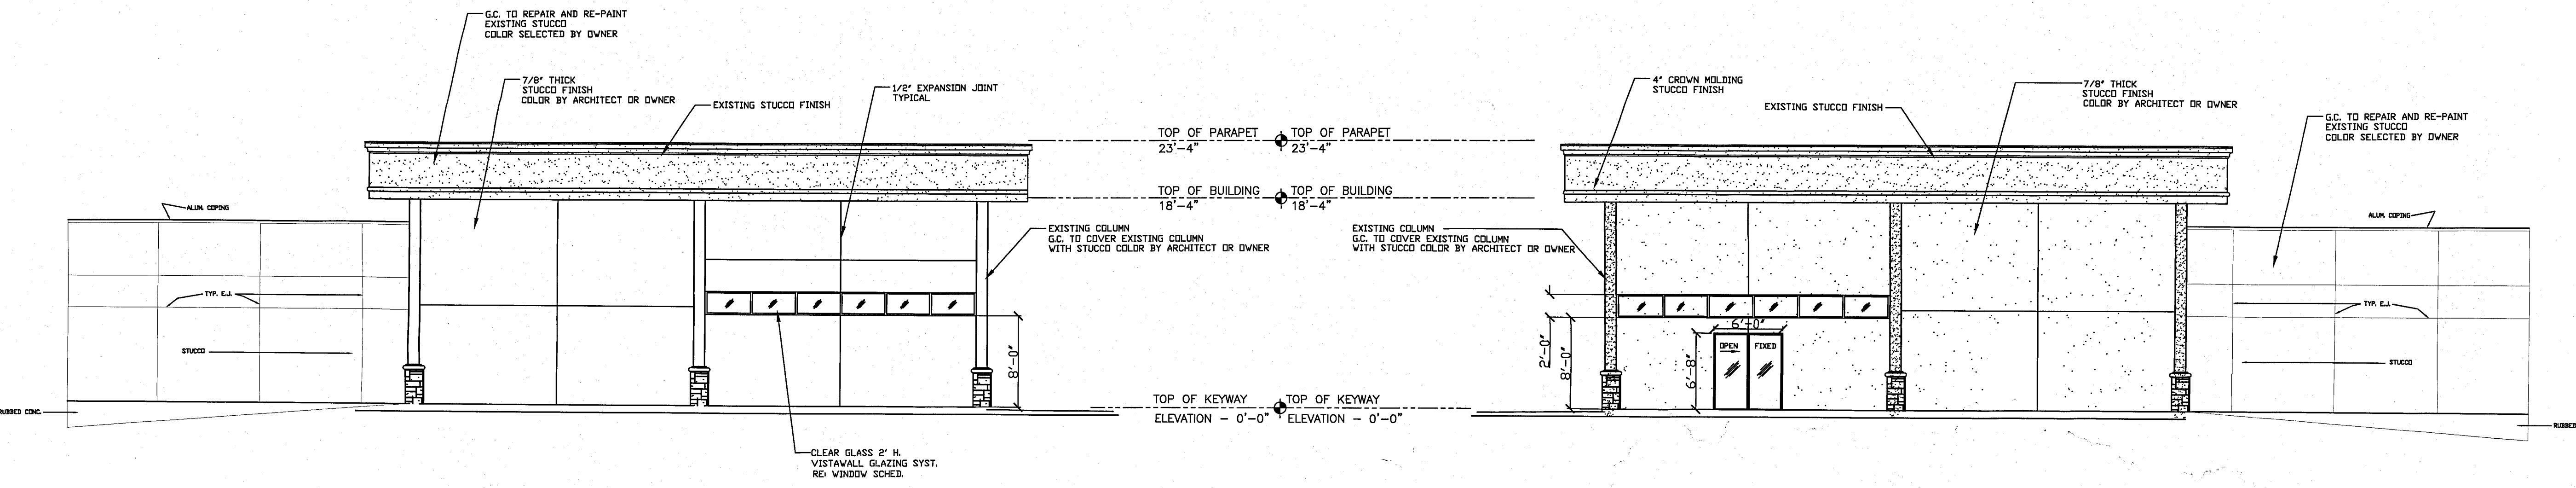 G.C. TO REPAIR AND RE-PAINT
EXISTING STUCCO
COLOR SELECTED BY OWNER
7/8" THICK
STUCCO FINISH
COLOR BY ARCHITECT OR OWNER
EXISTING STUCCO FINISH
1/2" EXPANSION JOINT
TYPICAL
ALUM. COPING
TYP. E.J.
STUCCO
RUBBED CONC.
EXISTING COLUMN
G.C. TO COVER EXISTING COLUMN
WITH STUCCO COLOR BY ARCHITECT OR OWNER
8'-0"
CLEAR GLASS 2' H.
VISTAWALL GLAZING SYST.
RE: WINDOW SCHED.
TOP OF PARAPET
23'-4"
TOP OF PARAPET
23'-4"
TOP OF BUILDING
18'-4"
TOP OF BUILDING
18'-4"
TOP OF KEYWAY
ELEVATION - 0'-0"
TOP OF KEYWAY
ELEVATION - 0'-0"
4" CROWN MOLDING
STUCCO FINISH
EXISTING STUCCO FINISH
7/8" THICK
STUCCO FINISH
COLOR BY ARCHITECT OR OWNER
G.C. TO REPAIR AND RE-PAINT
EXISTING STUCCO
COLOR SELECTED BY OWNER
EXISTING COLUMN
G.C. TO COVER EXISTING COLUMN
WITH STUCCO COLOR BY ARCHITECT OR OWNER
2'-0"
8'-0"
6'-8"
6'-0"
OPEN
FIXED
ALUM. COPING
TYP. E.J.
STUCCO
RUBBED